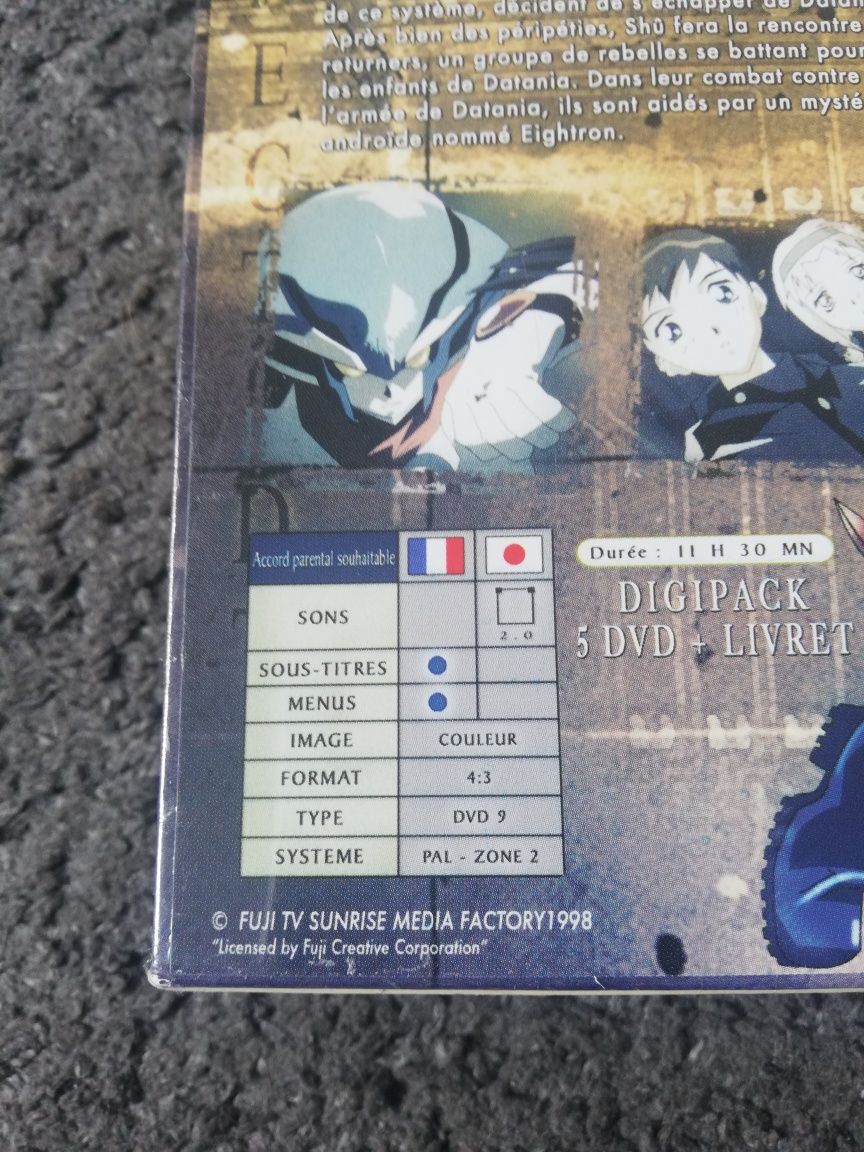 de ce système, décident de s'échapper de
Après bien des péripéties, Shû fera la rencontre
returners, un groupe de rebelles se battant pour
les enfants de Datania. Dans leur combat contre
l'armée de Datania, ils sont aidés par un
androïde nommé Eightron.
E
C
T
D
Accord parental souhaitable
SONS
2.0
SOUS-TITRES
MENUS
IMAGE COULEUR
FORMAT 4:3
TYPE DVD 9
SYSTEME PAL - ZONE 2
Durée : 11 H 30 MN
DIGIPACK
5 DVD + LIVRET
© FUJI TV SUNRISE MEDIA FACTORY1998
"Licensed by Fuji Creative Corporation"